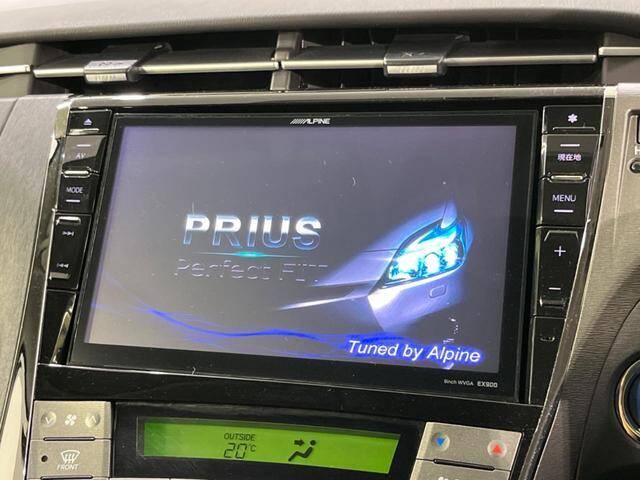 ALPINE
AV
MODE
現在地
MENU
PRIUS
Perfect FIT
Tuned by Alpine
8inch WVGA EX900
OUTSIDE
20℃
FRONT